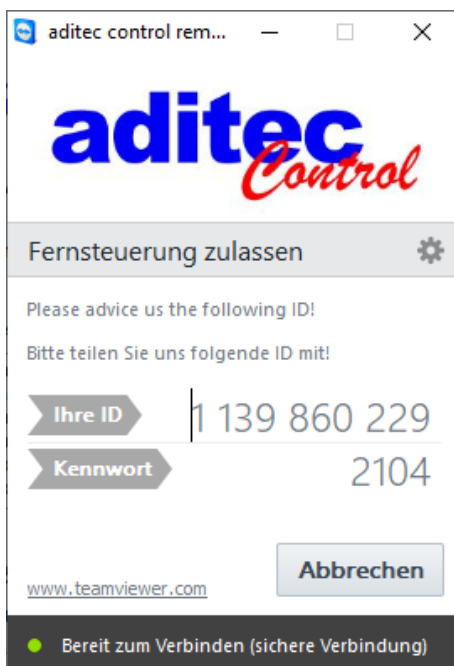 aditec control rem...
aditec
Control
Fernsteuerung zulassen
Please advice us the following ID!
Bitte teilen Sie uns folgende ID mit!
Ihre ID 1 139 860 229
Kennwort 2104
Abbrechen
www.teamviewer.com
Bereit zum Verbinden (sichere Verbindung)